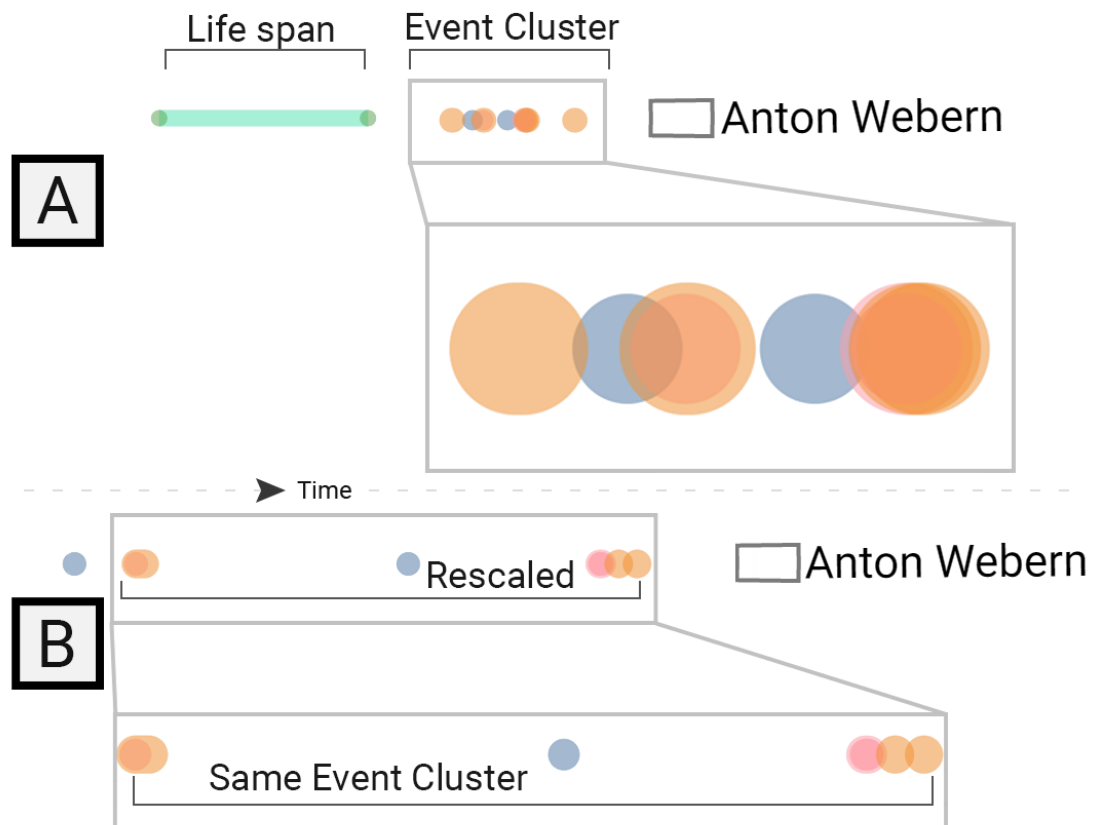 Life span
Event Cluster
Anton Webern
A
Time
Rescaled
Anton Webern
B
Same Event Cluster